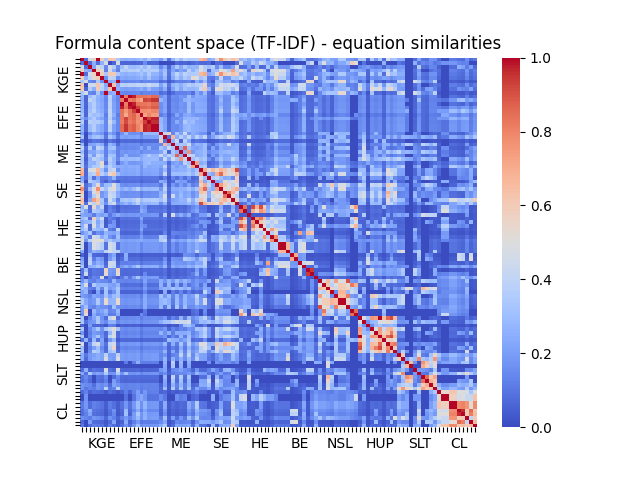 Formula content space (TF-IDF) - equation similarities
KGE
EFE
ME
SE
HE
BE
NSL
HUP
SLT
CL
KGE EFE ME SE HE BE NSL HUP SLT CL
1.0
0.8
0.6
0.4
0.2
0.0